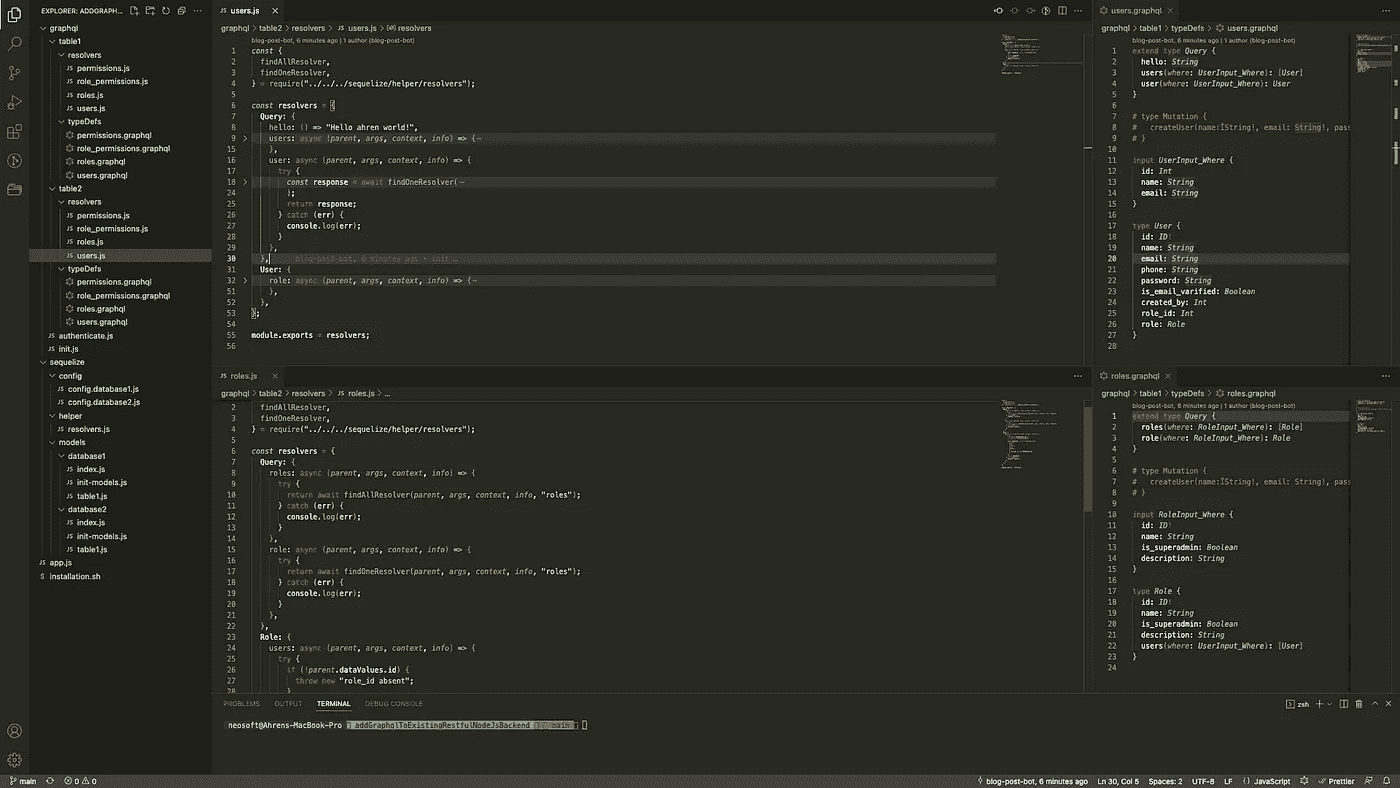 EXPLORER: ADDGRAPH...
graphql
table1
resolvers
permissions.js
role_permissions.js
roles.js
users.js
typeDefs
permissions.graphql
role_permissions.graphql
roles.graphql
users.graphql
table2
resolvers
permissions.js
role_permissions.js
roles.js
users.js
typeDefs
permissions.graphql
role_permissions.graphql
roles.graphql
users.graphql
authenticate.js
init.js
sequelize
config
config.database1.js
config.database2.js
helper
resolvers.js
models
database1
index.js
init-models.js
table1.js
database2
index.js
init-models.js
table1.js
app.js
installation.sh
JS users.js
graphql > table2 > resolvers > JS users.js > resolvers
blog-post-bot, 6 minutes ago | 1 author (blog-post-bot)
1 const {
2 findAllResolver,
3 findOneResolver,
4 } = require("../../../sequelize/helper/resolvers");
5
6 const resolvers = {
7 Query: {
8 hello: () => "Hello ahren world!",
9 users: async (parent, args, context, info) => {
15 },
16 user: async (parent, args, context, info) => {
17 try {
18 const response = await findOneResolver(
24 );
25 return response;
26 } catch (err) {
27 console.log(err);
28 }
29 },
30 }, blog-post-bot, 6 minutes ago • init …
31 User: {
32 role: async (parent, args, context, info) => {
51 },
52 },
53 };
54
55 module.exports = resolvers;
56
users.graphql
graphql > table1 > typeDefs > users.graphql
blog-post-bot, 6 minutes ago | 1 author (blog-post-bot)
1 extend type Query {
2 hello: String
3 users(where: UserInput_Where): [User]
4 user(where: UserInput_Where): User
5 }
6
7 # type Mutation {
8 # createUser(name:IString!, email: String!, pass
9 # }
10
11 input UserInput_Where {
12 id: Int
13 name: String
14 email: String
15 }
16
17 type User {
18 id: ID!
19 name: String
20 email: String
21 phone: String
22 password: String
23 is_email_varified: Boolean
24 created_by: Int
25 role_id: Int
26 role: Role
27 }
28
JS roles.js
graphql > table2 > resolvers > JS roles.js > ...
2 findAllResolver,
3 findOneResolver,
4 } = require("../../../sequelize/helper/resolvers");
5
6 const resolvers = {
7 Query: {
8 roles: async (parent, args, context, info) => {
9 try {
10 return await findAllResolver(parent, args, context, info, "roles");
11 } catch (err) {
12 console.log(err);
13 }
14 },
15 role: async (parent, args, context, info) => {
16 try {
17 return await findOneResolver(parent, args, context, info, "roles");
18 } catch (err) {
19 console.log(err);
20 }
21 },
22 },
23 Role: {
24 users: async (parent, args, context, info) => {
25 try {
26 if (!parent.dataValues.id) {
27 throw new "role_id absent";
28 }
roles.graphql
graphql > table1 > typeDefs > roles.graphql
blog-post-bot, 6 minutes ago | 1 author (blog-post-bot)
1 extend type Query {
2 roles(where: RoleInput_Where): [Role]
3 role(where: RoleInput_Where): Role
4 }
5
6 # type Mutation {
7 # createUser(name:IString!, email: String!, pass
8 # }
9
10 input RoleInput_Where {
11 id: ID!
12 name: String
13 is_superadmin: Boolean
14 description: String
15 }
16
17 type Role {
18 id: ID!
19 name: String
20 is_superadmin: Boolean
21 description: String
22 users(where: UserInput_Where): [User]
23 }
24
PROBLEMS OUTPUT TERMINAL DEBUG CONSOLE
zsh
neosoft@Ahrens-MacBook-Pro addGraphqlToExistingRestfulNodeJsBackend main
main 0 0
blog-post-bot, 6 minutes ago Ln 30, Col 5 Spaces: 2 UTF-8 LF {} JavaScript Prettier